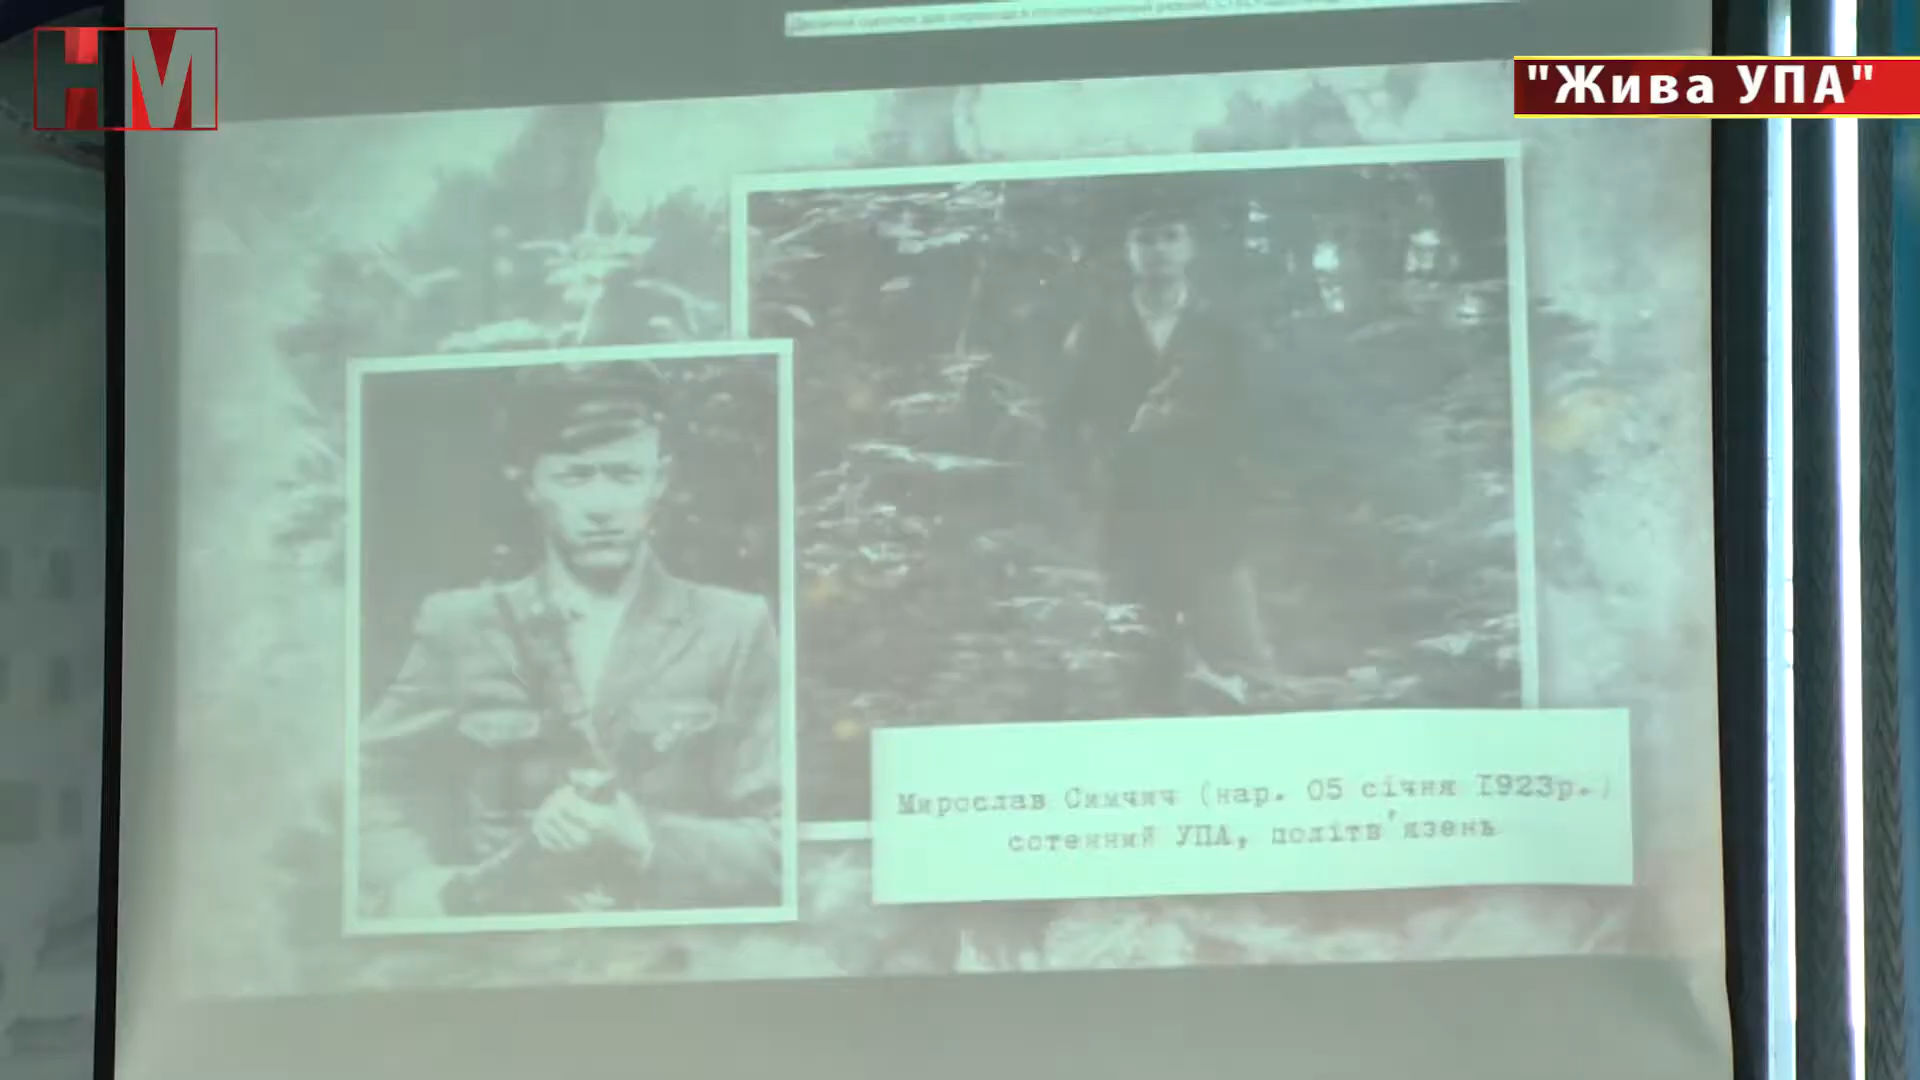 НМ
"Жива УПА"
Мирослав Симчич (нар. 05 січня 1923р.)
сотенний УПА, політв'язень